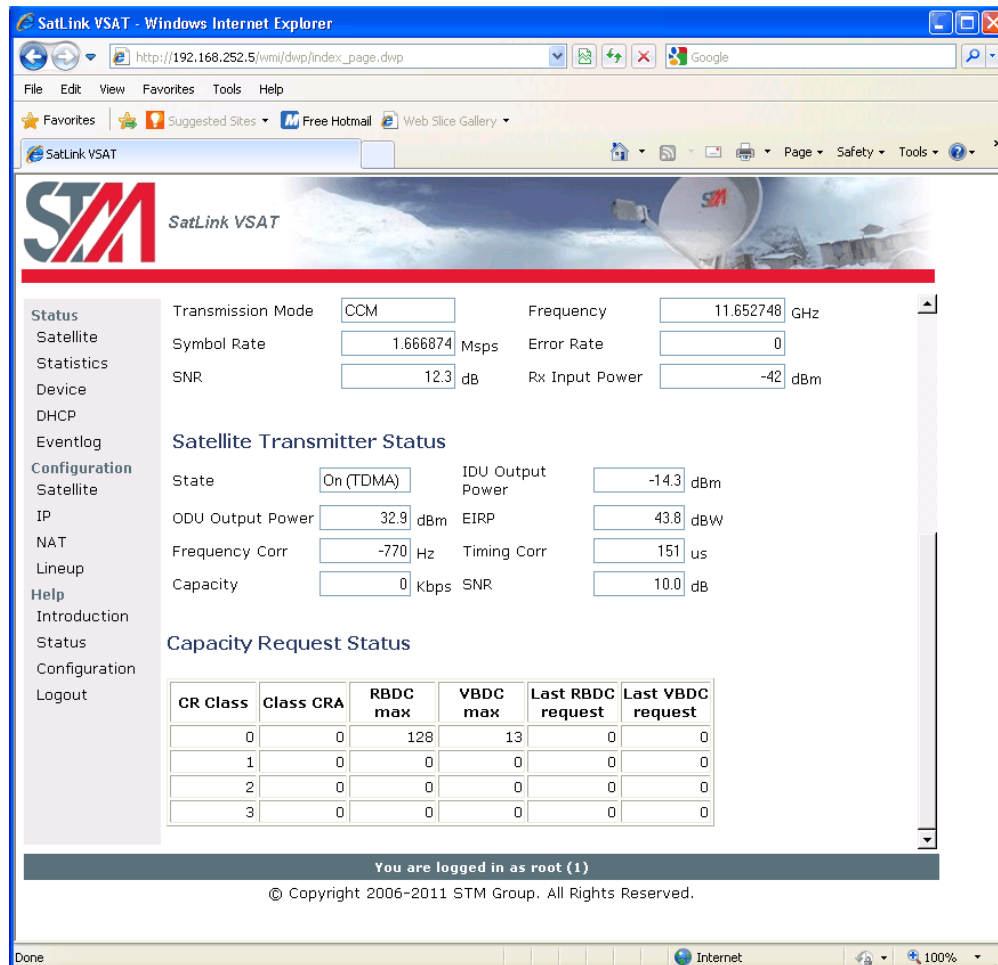 SatLink VSAT - Windows Internet Explorer
http://192.168.252.5/wmi/dwp/index_page.dwp
Google
File Edit View Favorites Tools Help
Favorites Suggested Sites Free Hotmail Web Slice Gallery
SatLink VSAT Page Safety Tools
STM SatLink VSAT
STM
Status
Satellite
Statistics
Device
DHCP
Eventlog
Configuration
Satellite
IP
NAT
Lineup
Help
Introduction
Status
Configuration
Logout
Transmission Mode CCM Frequency 11.652748 GHz
Symbol Rate 1.666874 Msps Error Rate 0
SNR 12.3 dB Rx Input Power -42 dBm
Satellite Transmitter Status
State On (TDMA) IDU Output Power -14.3 dBm
ODU Output Power 32.9 dBm EIRP 43.8 dBW
Frequency Corr -770 Hz Timing Corr 151 us
Capacity 0 Kbps SNR 10.0 dB
Capacity Request Status
CR Class Class CRA RBDC max VBDC max Last RBDC request Last VBDC request
0 0 128 13 0 0
1 0 0 0 0 0
2 0 0 0 0 0
3 0 0 0 0 0
You are logged in as root (1)
© Copyright 2006-2011 STM Group. All Rights Reserved.
Done Internet 100%